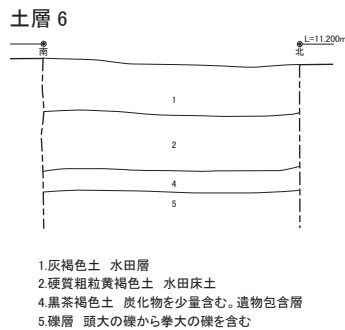 土層 6
南
北
L=11.200m
1
2
4
5
1.灰褐色土 水田層
2.硬質粗粒黄褐色土 水田床土
4.黒茶褐色土 炭化物を少量含む。遺物包含層
5.礫層 頭大の礫から拳大の礫を含む